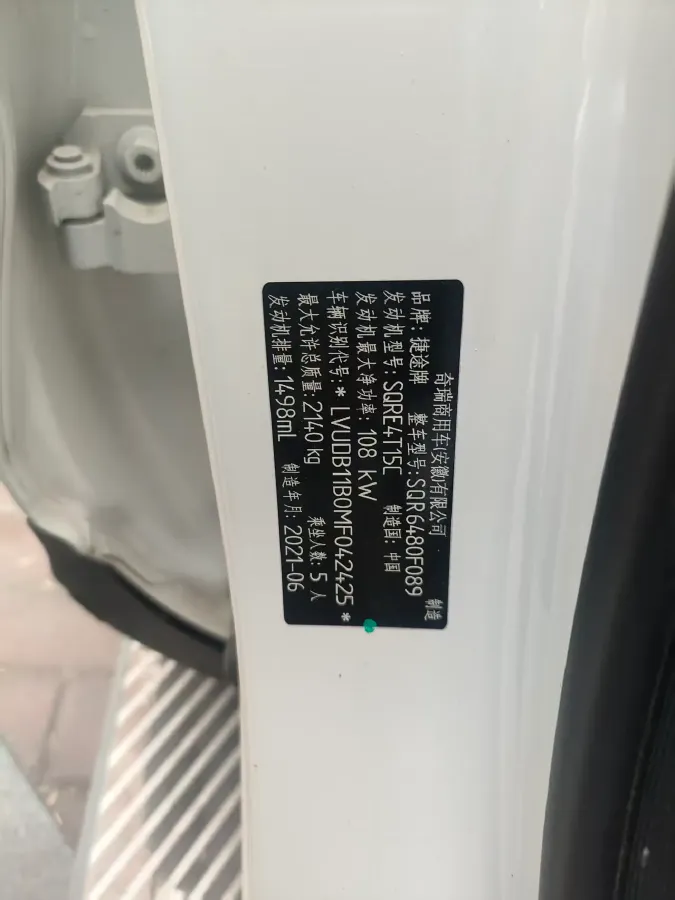 奇瑞商用车(安徽)有限公司 制造
品牌: 捷途牌 整车型号: SQR6480F089
发动机型号: SQRE4T15C 制造国: 中国
发动机最大净功率: 108 kW
车辆识别代号: * LVUDB11B0MF042425 *
最大允许总质量: 2140 kg 乘坐人数: 5 人
发动机排量: 1498mL 制造年月: 2021-06